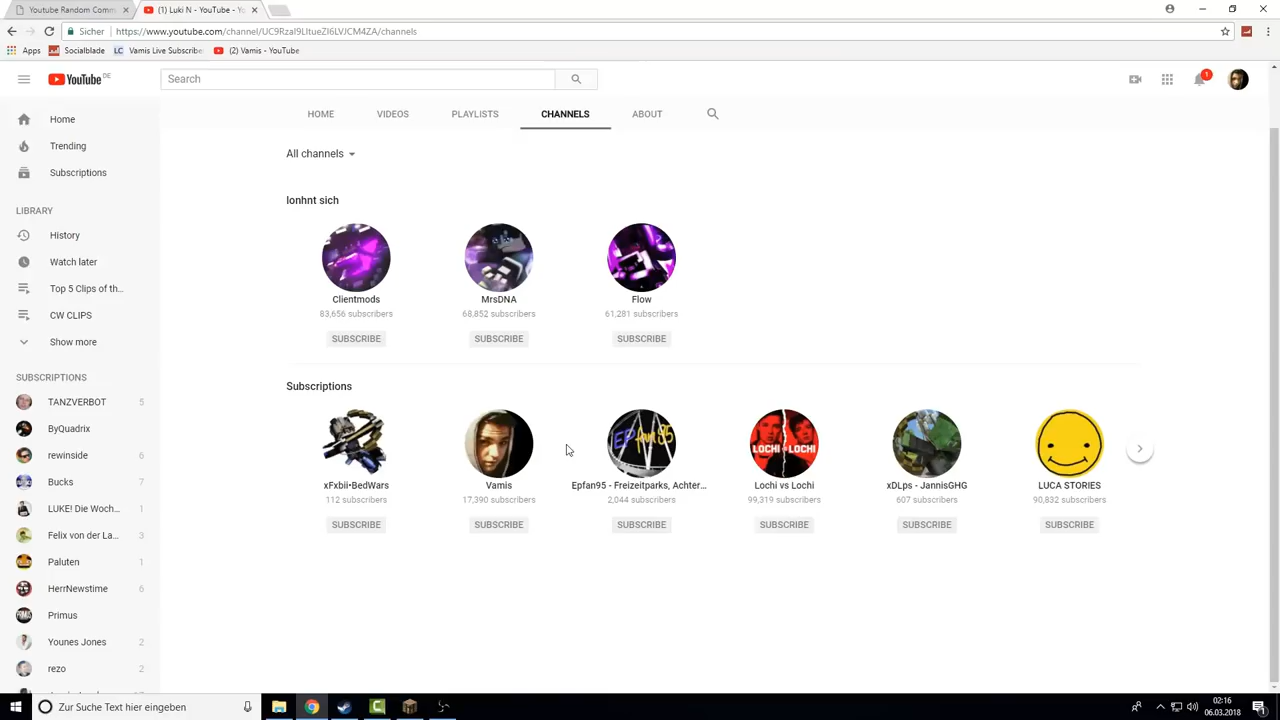 Youtube Random Comm
(1) Luki N - YouTube - Yo
Sicher https://www.youtube.com/channel/UC9Rzal9LItueZI6LVJCM4ZA/channels
Apps Socialblade Vamis Live Subscribe (2) Vamis - YouTube
YouTube DE
Search
1
HOME VIDEOS PLAYLISTS CHANNELS ABOUT
Home
Trending
Subscriptions
LIBRARY
History
Watch later
Top 5 Clips of th...
CW CLIPS
Show more
SUBSCRIPTIONS
TANZVERBOT 5
ByQuadrix
rewinside 6
Bucks 7
LUKE! Die Woch... 1
Felix von der La... 3
Paluten 1
HerrNewstime 6
Primus
Younes Jones 2
rezo 2
All channels
lonhnt sich
Clientmods MrsDNA Flow
83,656 subscribers 68,852 subscribers 61,281 subscribers
SUBSCRIBE SUBSCRIBE SUBSCRIBE
Subscriptions
EPfan95
LOCHI LOCHI
xFxbii•BedWars Vamis Epfan95 - Freizeitparks, Achter... Lochi vs Lochi xDLps - JannisGHG LUCA STORIES
112 subscribers 17,390 subscribers 2,044 subscribers 99,319 subscribers 607 subscribers 90,832 subscribers
SUBSCRIBE SUBSCRIBE SUBSCRIBE SUBSCRIBE SUBSCRIBE SUBSCRIBE
Zur Suche Text hier eingeben
02:16
06.03.2018
1